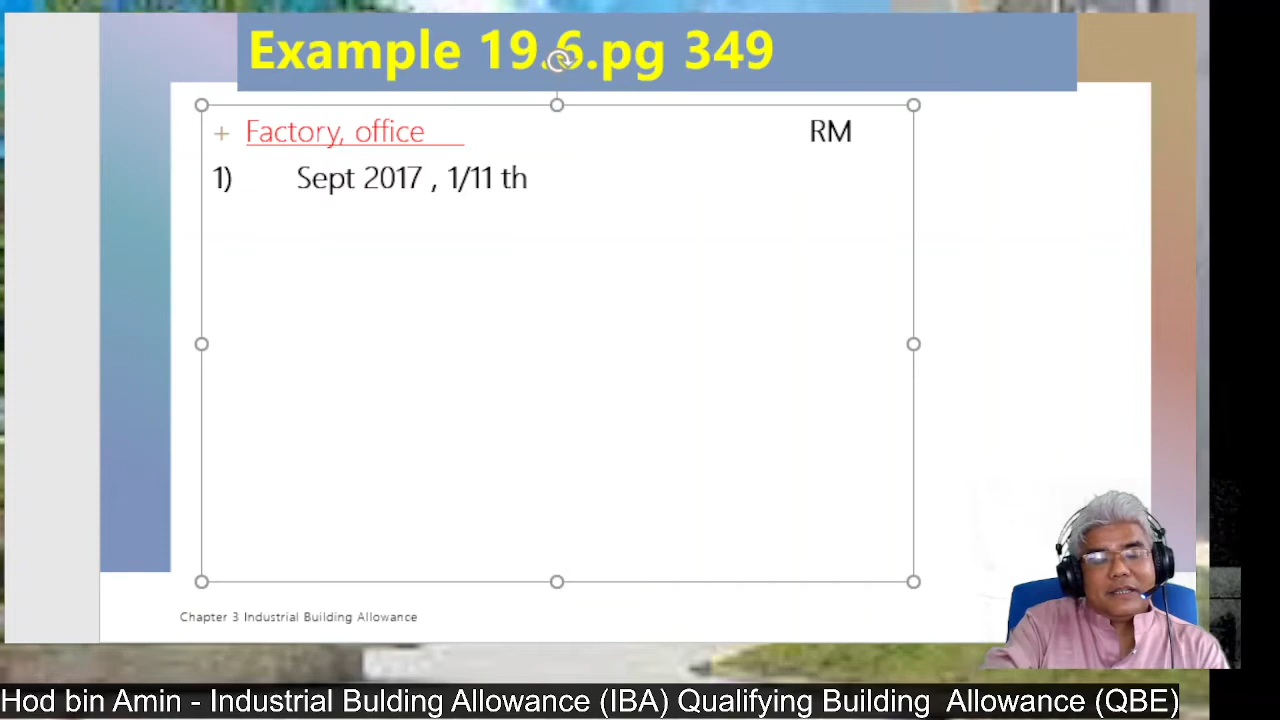 Example 19.6.pg 349
+ Factory, office RM
1) Sept 2017 , 1/11 th
Chapter 3 Industrial Building Allowance
Hod bin Amin - Industrial Bulding Allowance (IBA) Qualifying Building Allowance (QBE)